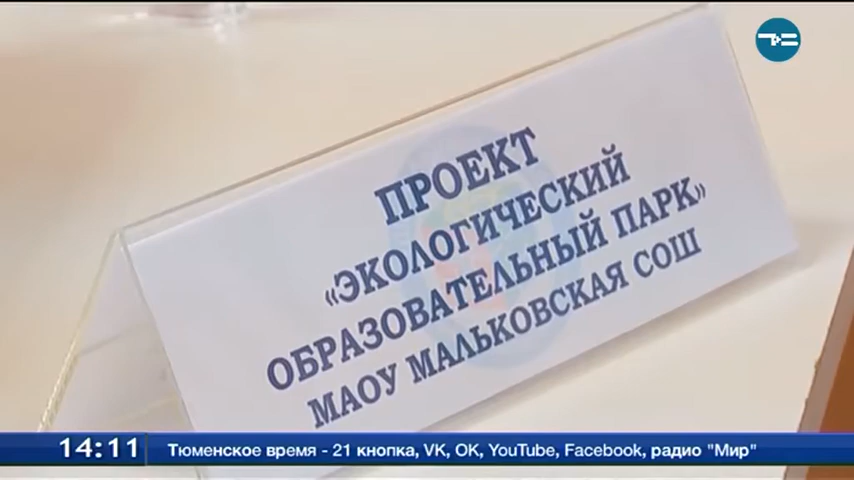 ПРОЕКТ
«ЭКОЛОГИЧЕСКИЙ
ОБРАЗОВАТЕЛЬНЫЙ ПАРК»
МАОУ МАЛЬКОВСКАЯ СОШ
14:11 Тюменское время - 21 кнопка, VK, OK, YouTube, Facebook, радио "Мир"